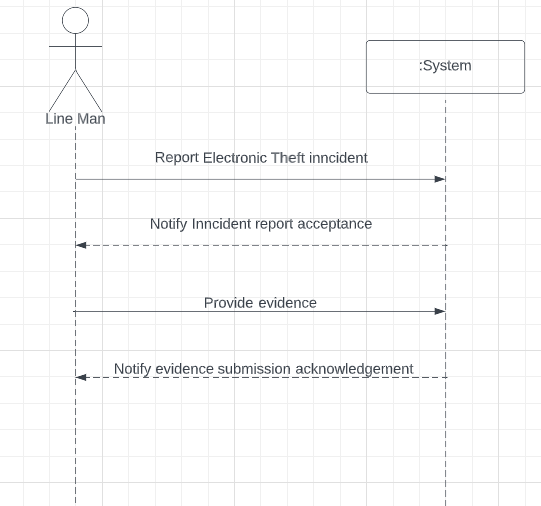 :System
Line Man
Report Electronic Theft inncident
Notify Inncident report acceptance
Provide evidence
Notify evidence submission acknowledgement